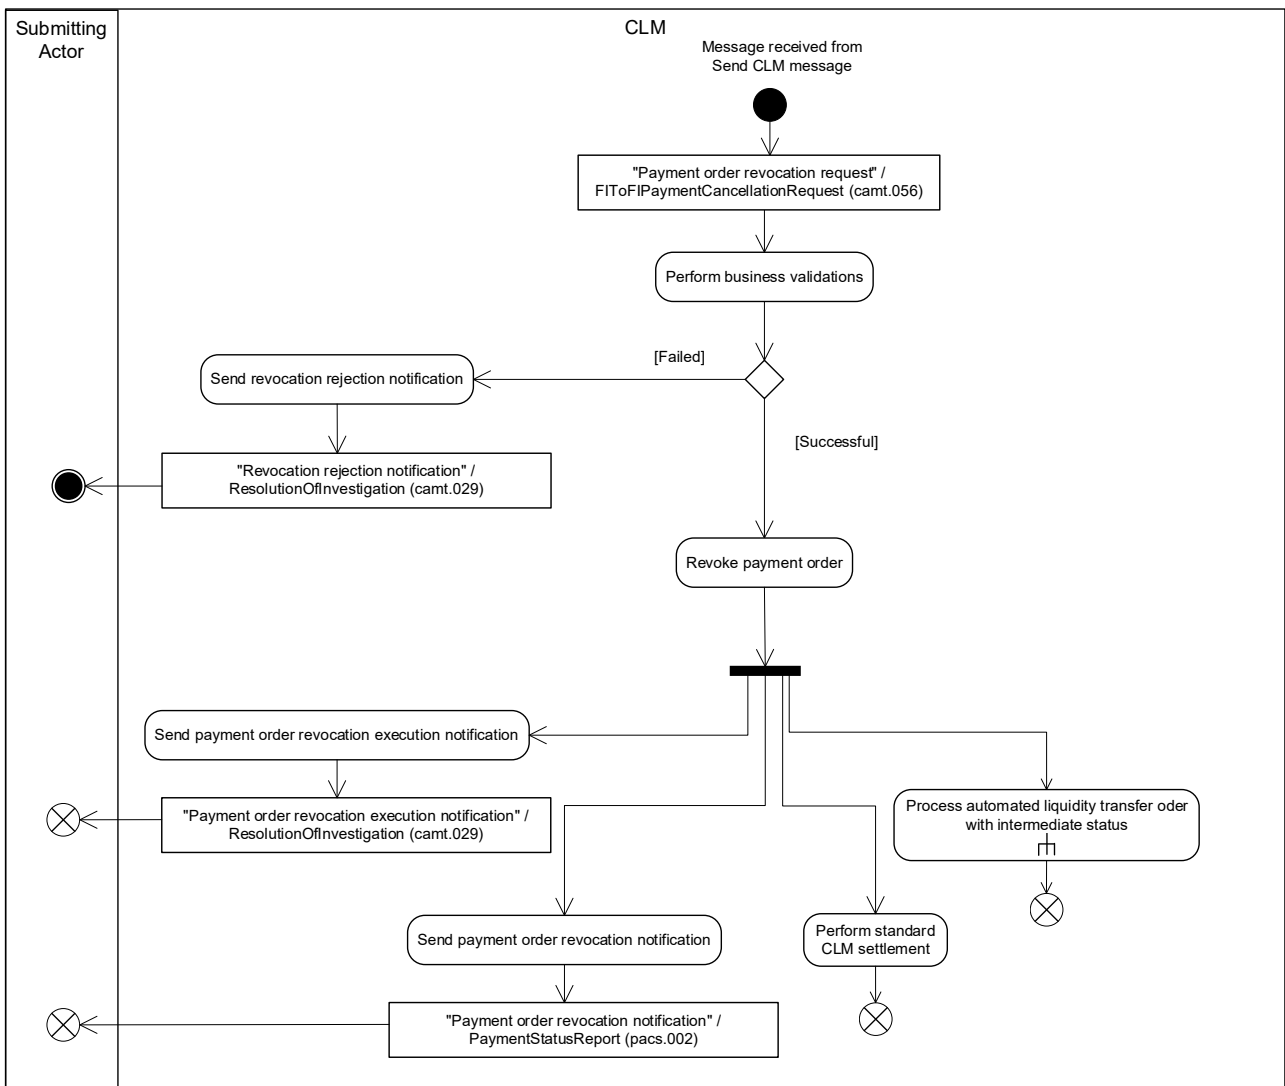 Submitting
Actor
CLM
Message received from
Send CLM message
"Payment order revocation request" /
FIToFIPaymentCancellationRequest (camt.056)
Perform business validations
[Failed]
Send revocation rejection notification
[Successful]
"Revocation rejection notification" /
ResolutionOfInvestigation (camt.029)
Revoke payment order
Send payment order revocation execution notification
"Payment order revocation execution notification" /
ResolutionOfInvestigation (camt.029)
Process automated liquidity transfer oder
with intermediate status
Send payment order revocation notification
Perform standard
CLM settlement
"Payment order revocation notification" /
PaymentStatusReport (pacs.002)